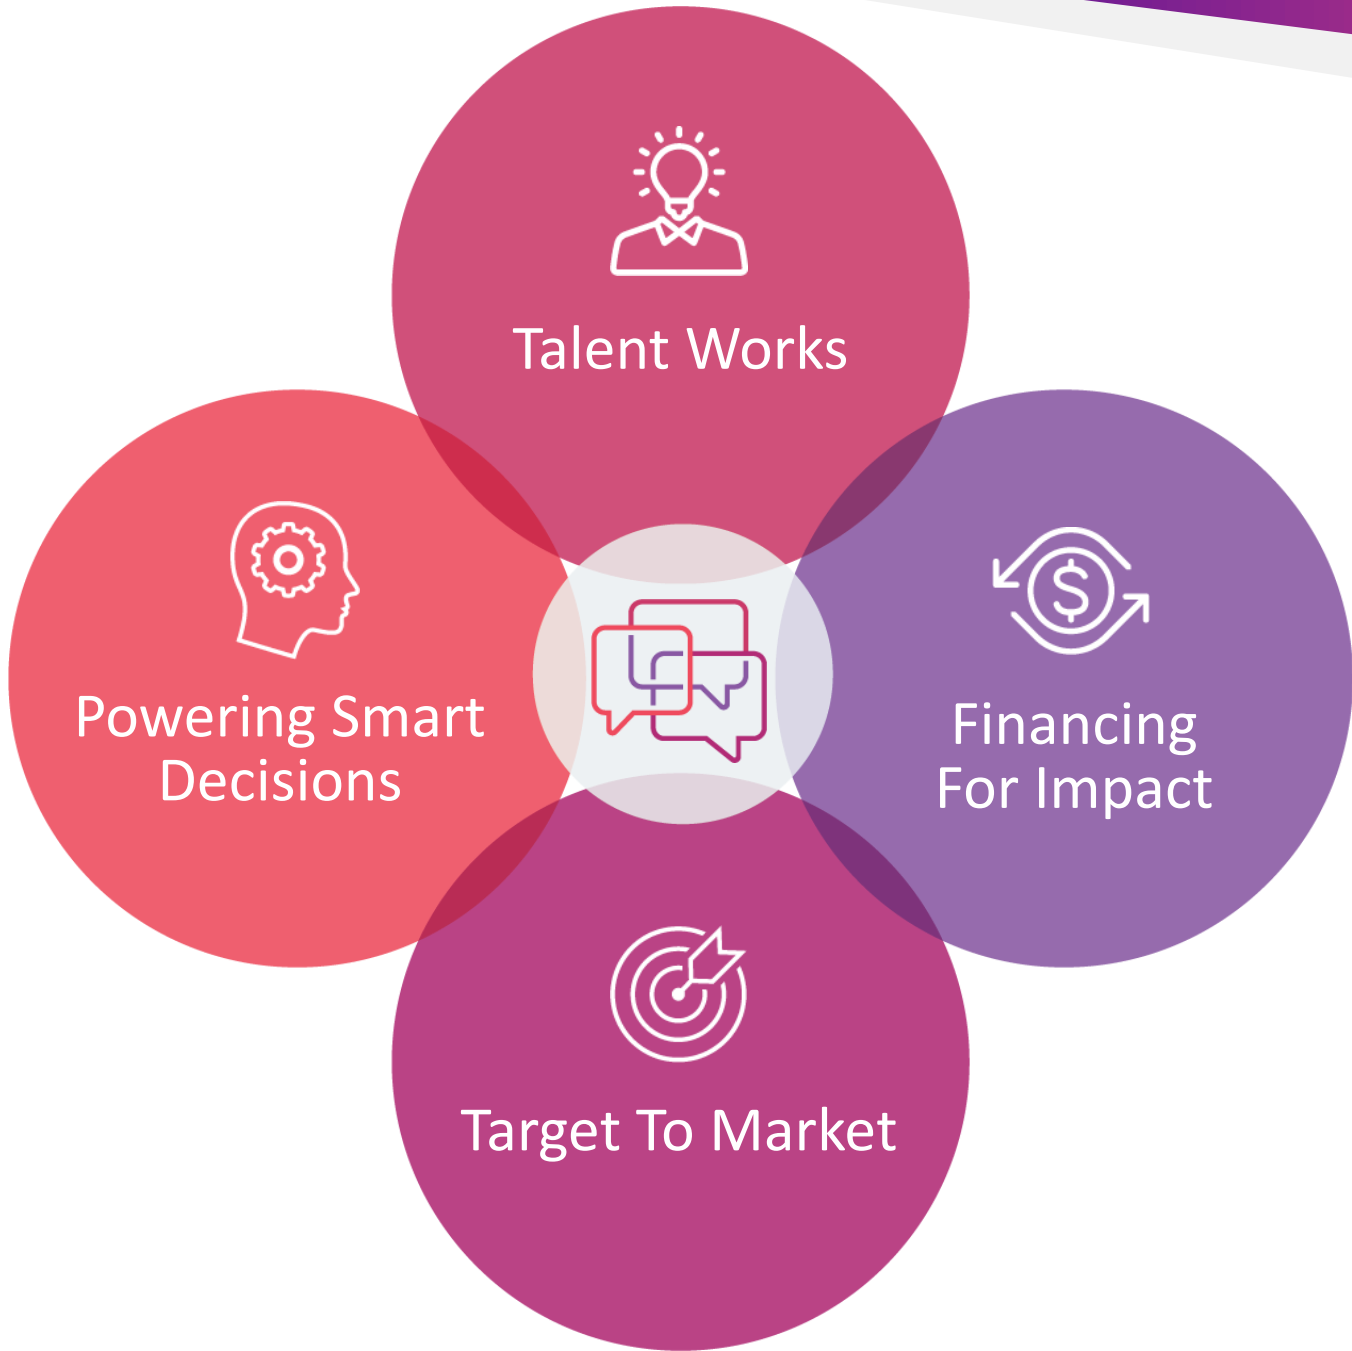 Talent Works
Powering Smart
Decisions
Financing
For Impact
Target To Market